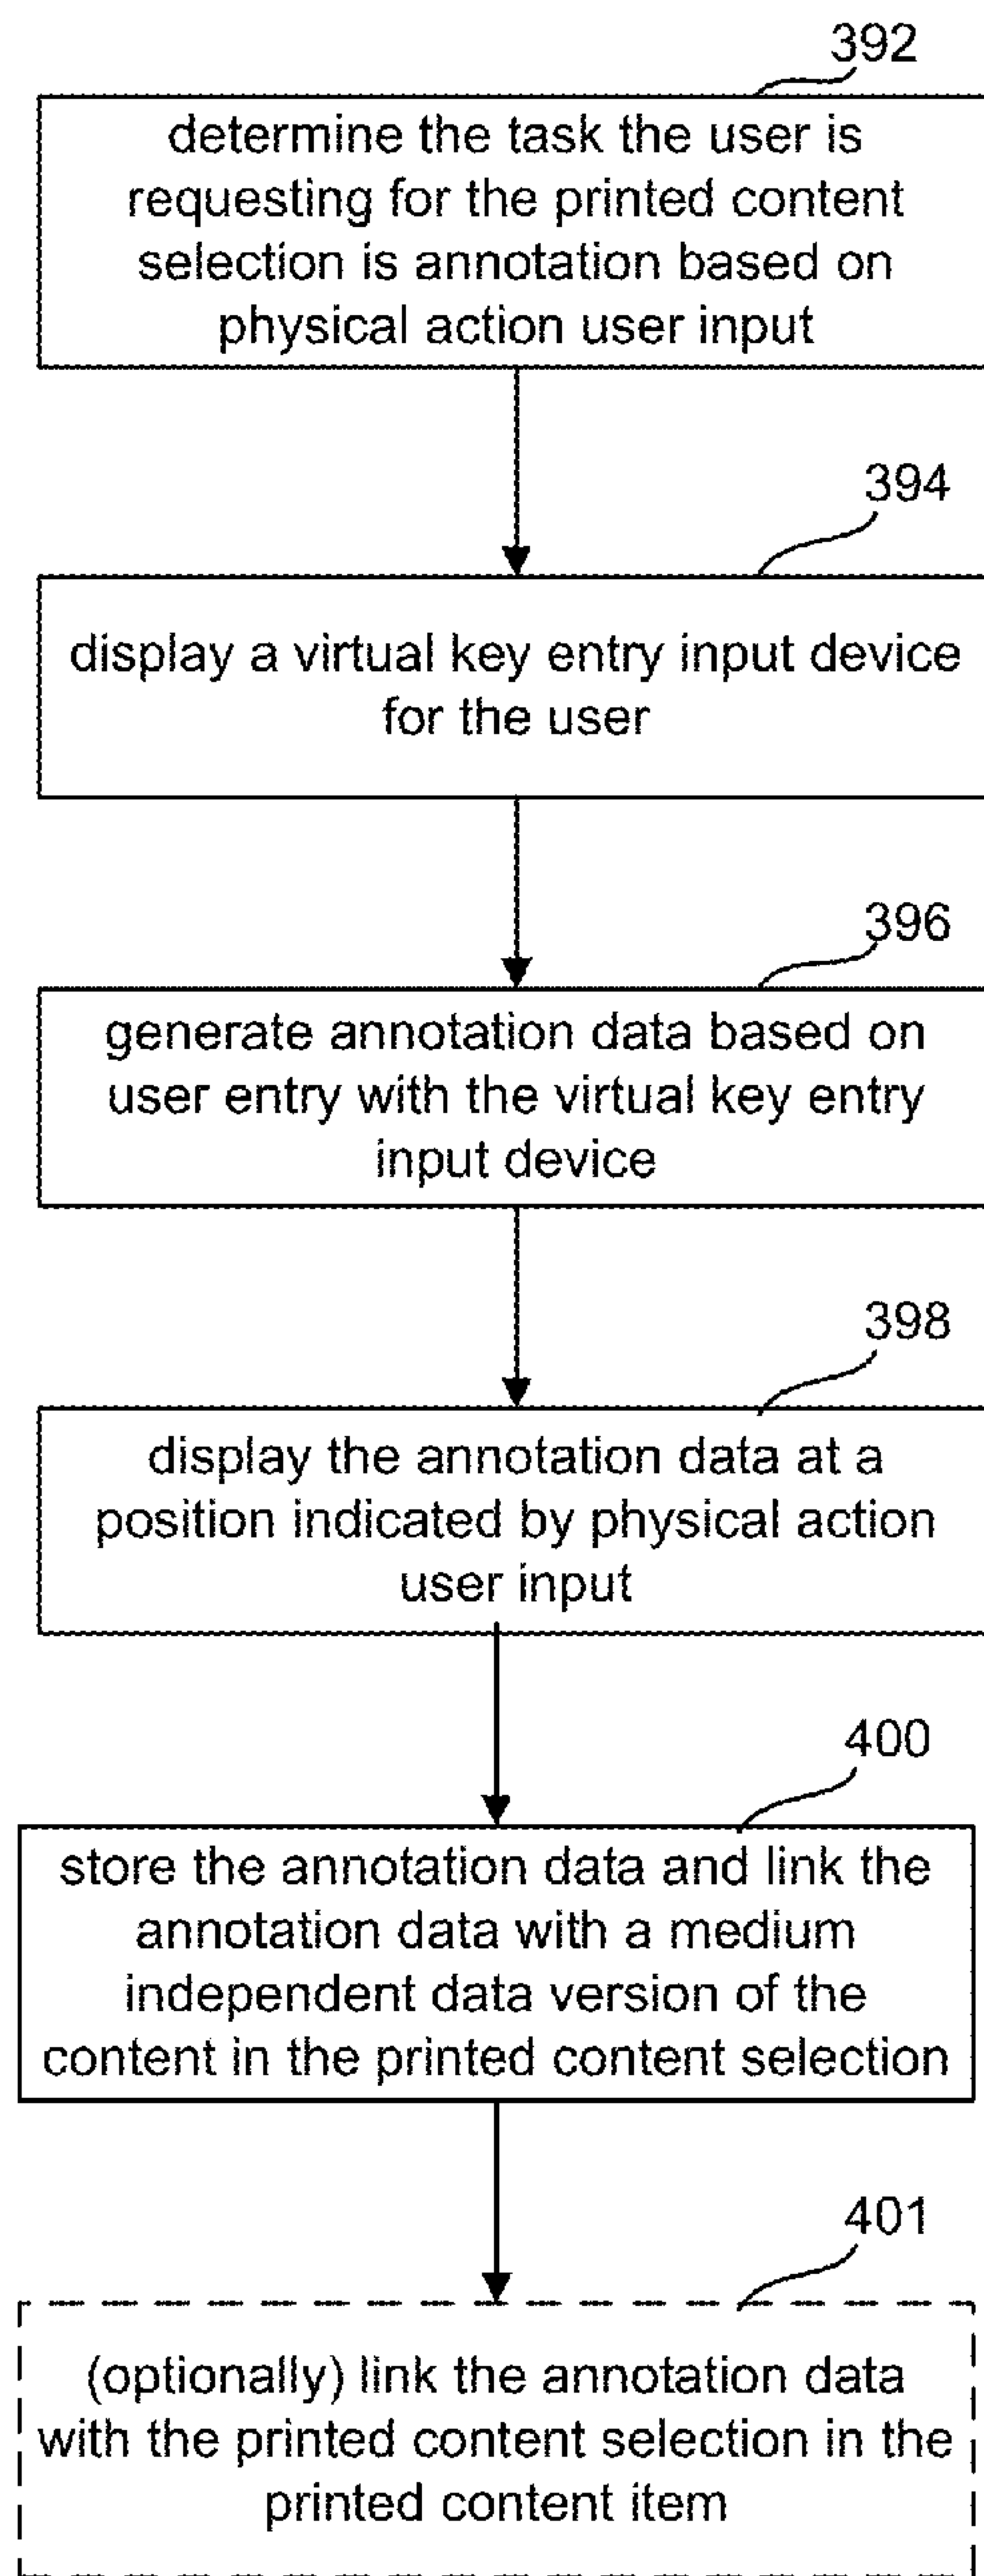 392
determine the task the user is
requesting for the printed content
selection is annotation based on
physical action user input
394
display a virtual key entry input device
for the user
396
generate annotation data based on
user entry with the virtual key entry
input device
398
display the annotation data at a
position indicated by physical action
user input
400
store the annotation data and link the
annotation data with a medium
independent data version of the
content in the printed content selection
401
(optionally) link the annotation data
with the printed content selection in the
printed content item